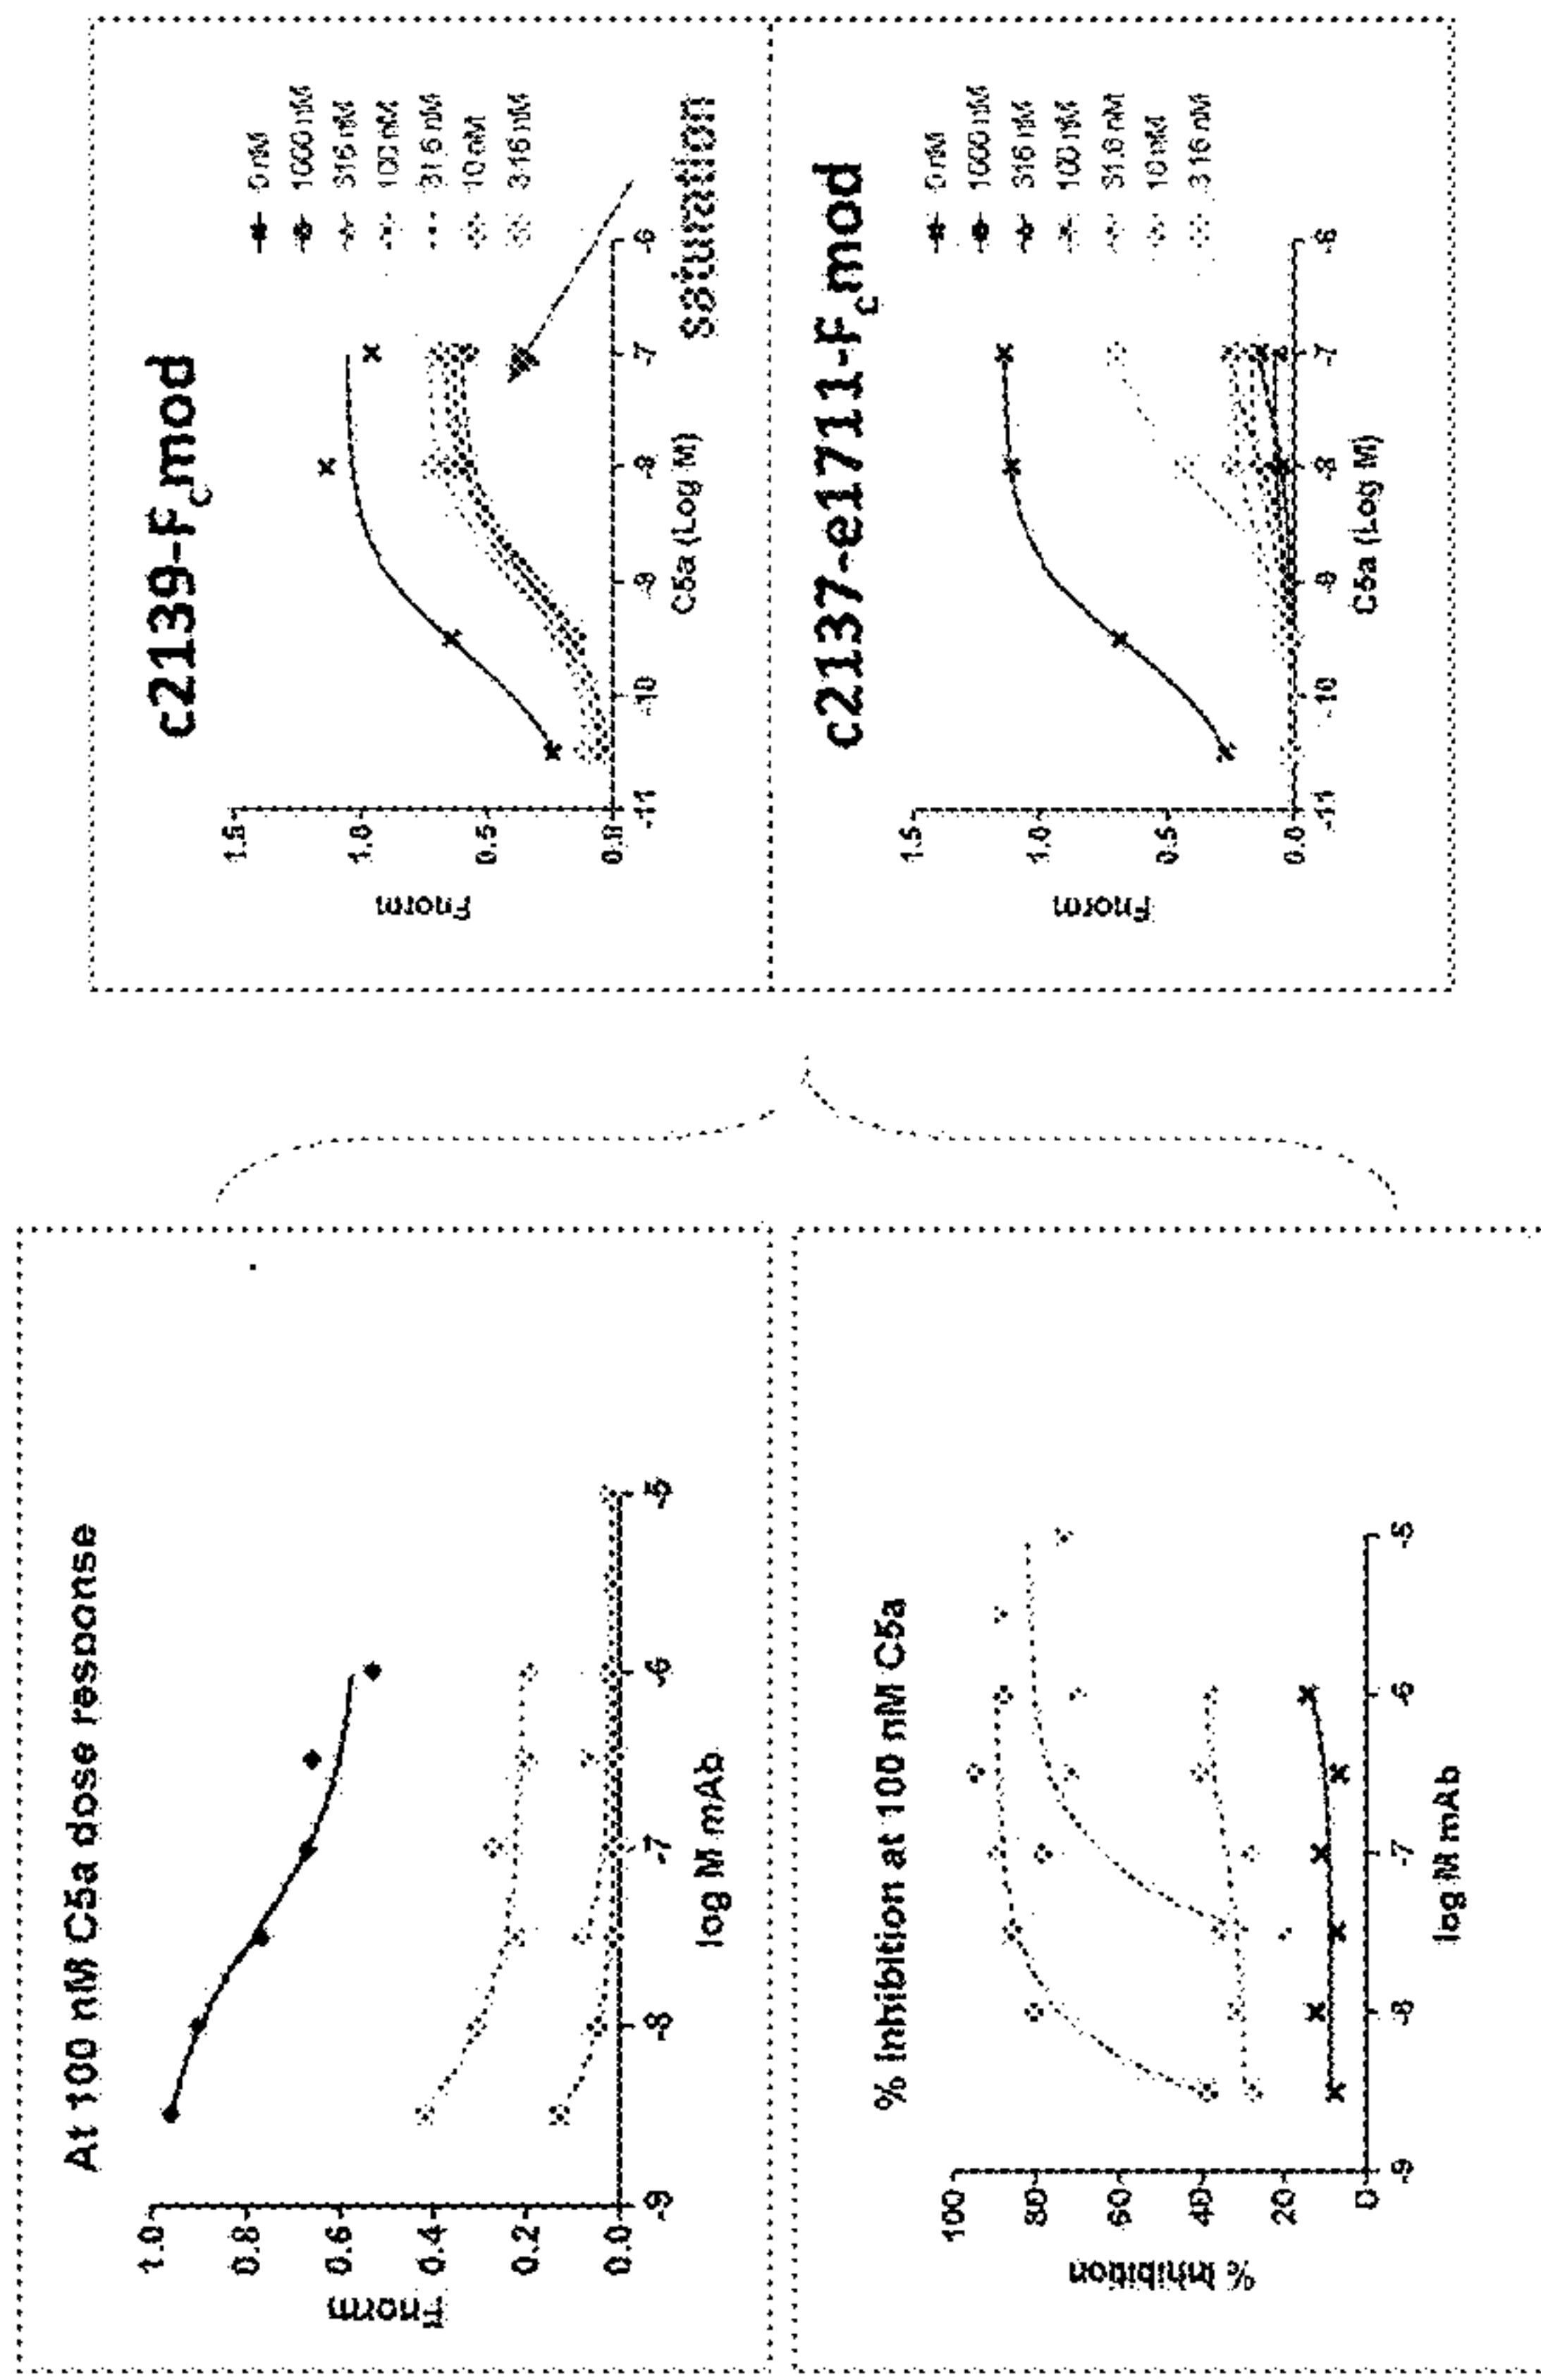 At 100 nM C5a dose response
Fnorm
1.0
0.8
0.6
0.4
0.2
0.0
-9
-8
-7
-6
-5
log M mAb
% Inhibition at 100 nM C5a
% Inhibition
100
80
60
40
20
0
-9
-8
-7
-6
-5
log M mAb
c2139-Fcmod
Fnorm
1.5
1.0
0.5
0.0
-11
-10
-9
-8
-7
-6
C5a (Log M)
0 nM
1000 nM
316 nM
100 nM
31.6 nM
10 nM
3.16 nM
saturation
c2137-e1711-Fcmod
Fnorm
1.5
1.0
0.5
0.0
-11
-10
-9
-8
-7
-6
C5a (Log M)
0 nM
1000 nM
316 nM
100 nM
31.6 nM
10 nM
3.16 nM